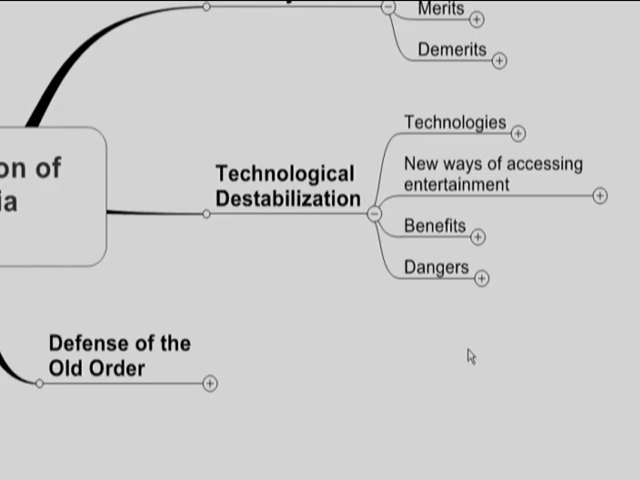 Merits
Demerits
Technologies
on of
ia
Technological
Destabilization
New ways of accessing
entertainment
Benefits
Dangers
Defense of the
Old Order